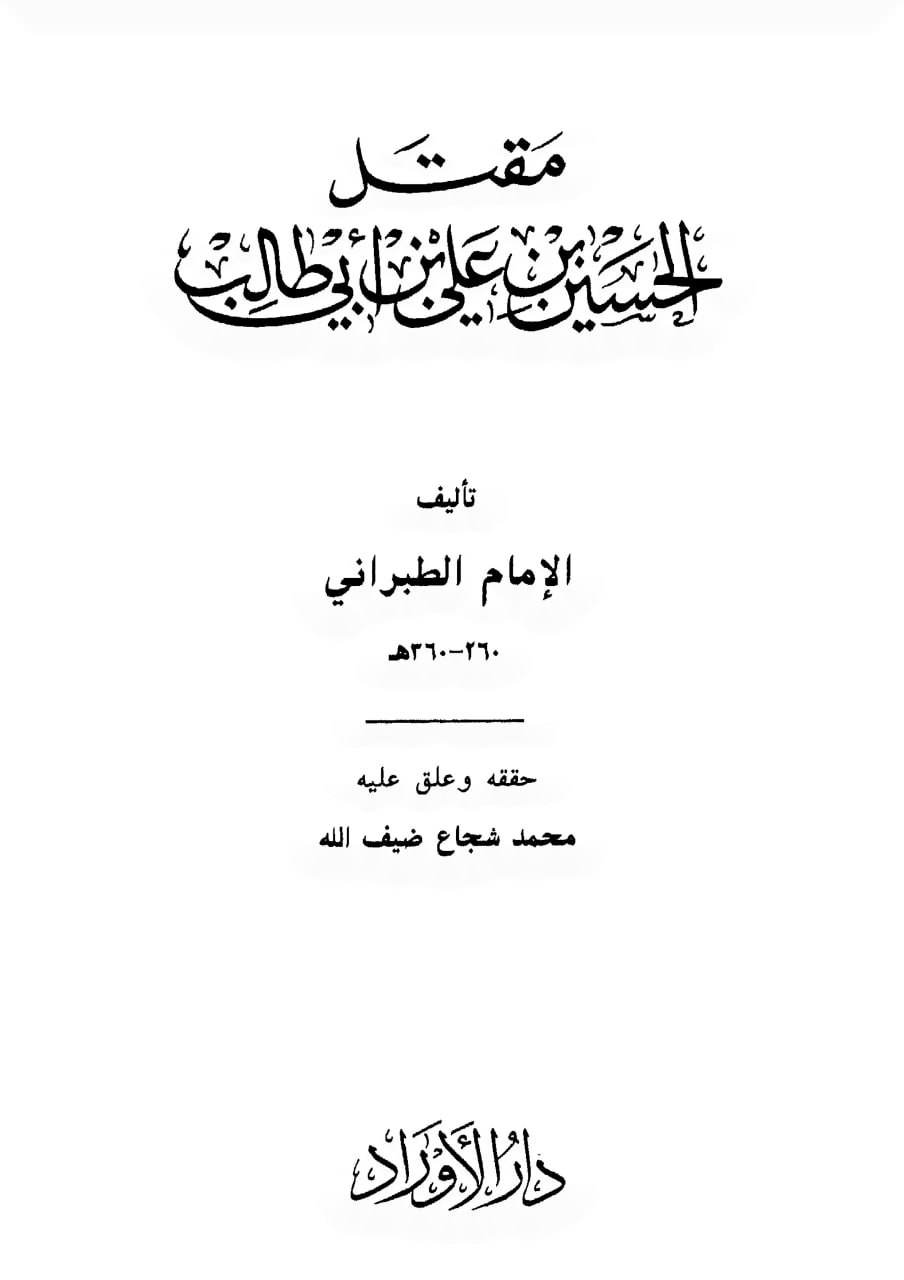 مقتل
الحسين بن علي بن أبي طالب
تأليف
الإمام الطبراني
٢٦٠-٣٦٠هـ
حققه وعلق عليه
محمد شجاع ضيف الله
دار الأوراد